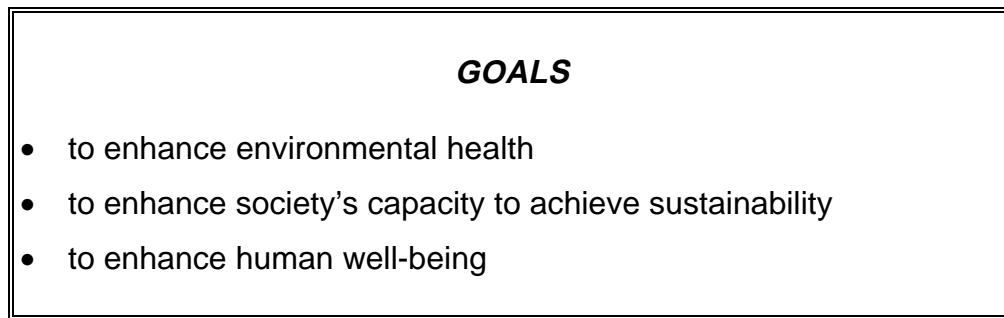 GOALS
• to enhance environmental health
• to enhance society’s capacity to achieve sustainability
• to enhance human well-being